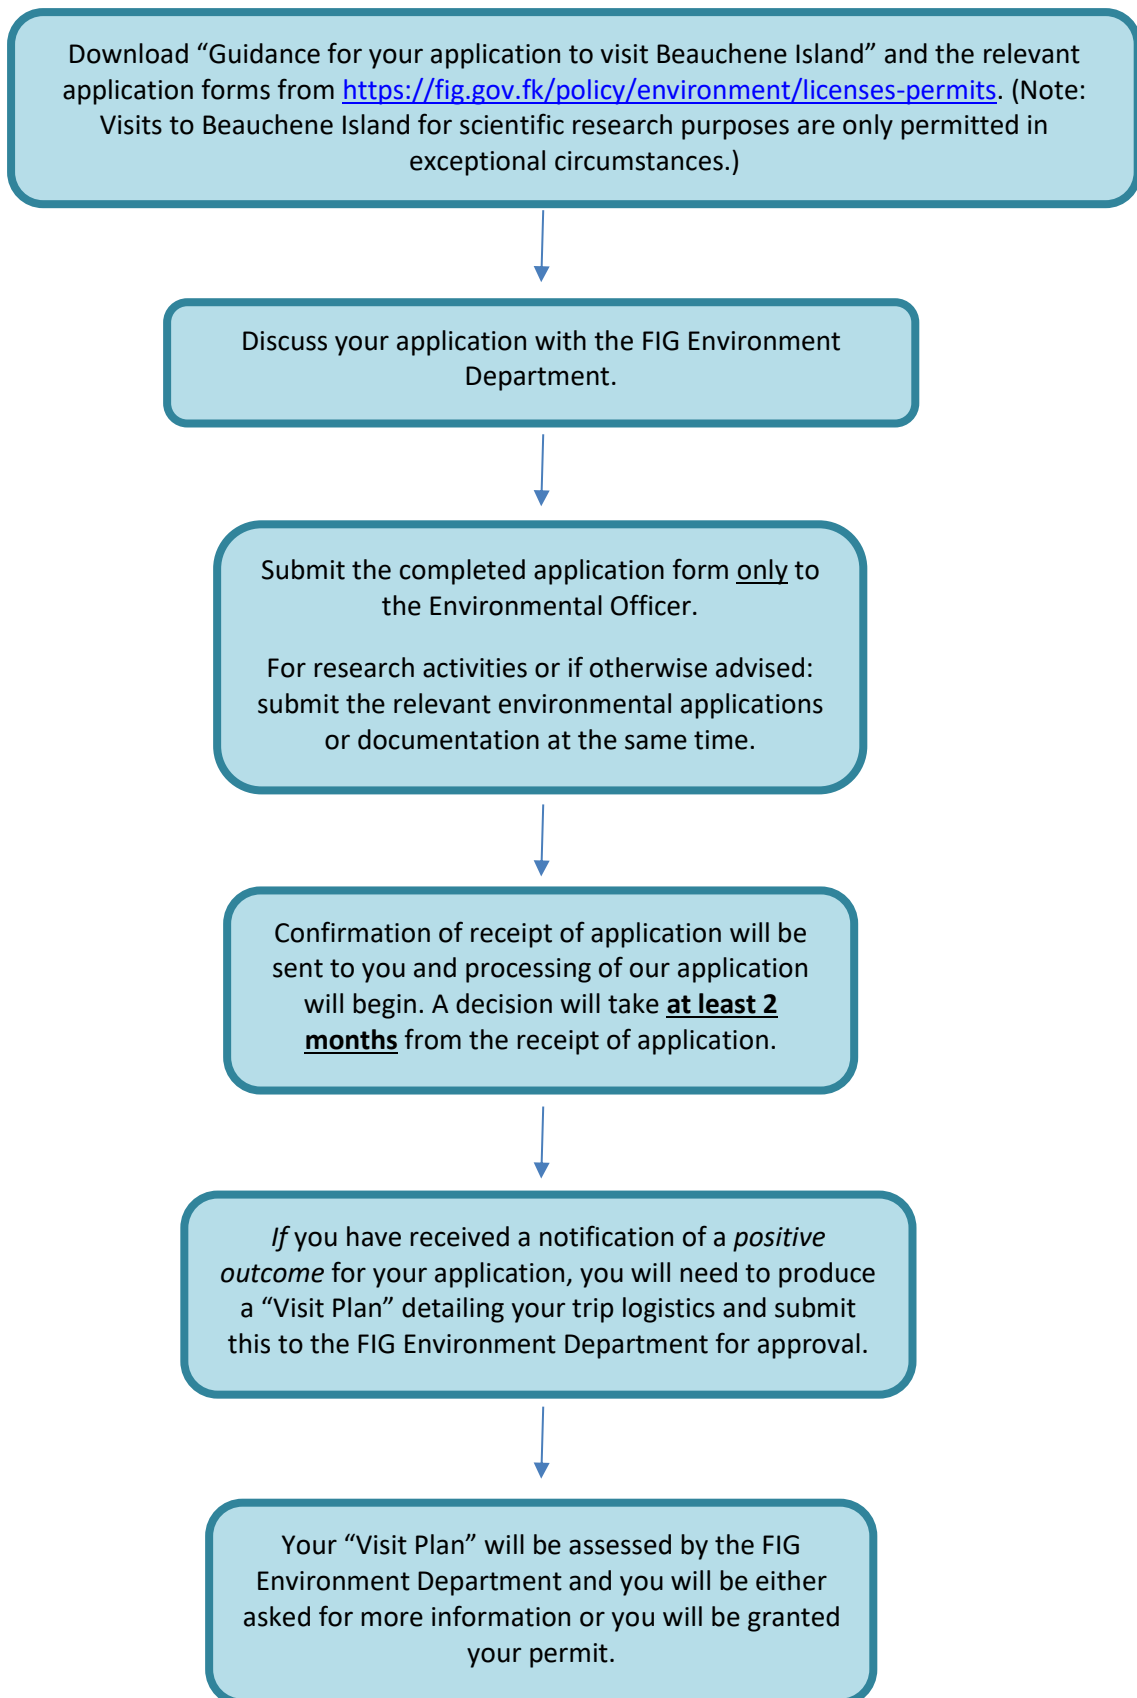 Download “Guidance for your application to visit Beauchene Island” and the relevant
application forms from https://fig.gov.fk/policy/environment/licenses-permits. (Note:
Visits to Beauchene Island for scientific research purposes are only permitted in
exceptional circumstances.)
Discuss your application with the FIG Environment
Department.
Submit the completed application form only to
the Environmental Officer.
For research activities or if otherwise advised:
submit the relevant environmental applications
or documentation at the same time.
Confirmation of receipt of application will be
sent to you and processing of our application
will begin. A decision will take at least 2
months from the receipt of application.
If you have received a notification of a positive
outcome for your application, you will need to produce
a “Visit Plan” detailing your trip logistics and submit
this to the FIG Environment Department for approval.
Your “Visit Plan” will be assessed by the FIG
Environment Department and you will be either
asked for more information or you will be granted
your permit.